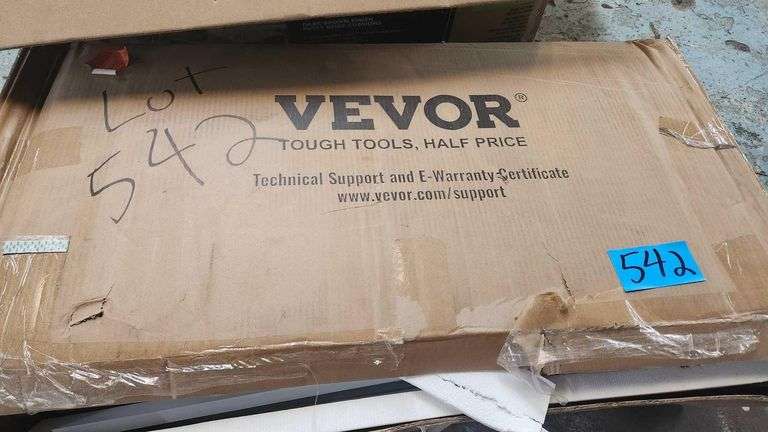 Lot
542
VEVOR®
TOUGH TOOLS, HALF PRICE
Technical Support and E-Warranty Certificate
www.vevor.com/support
542